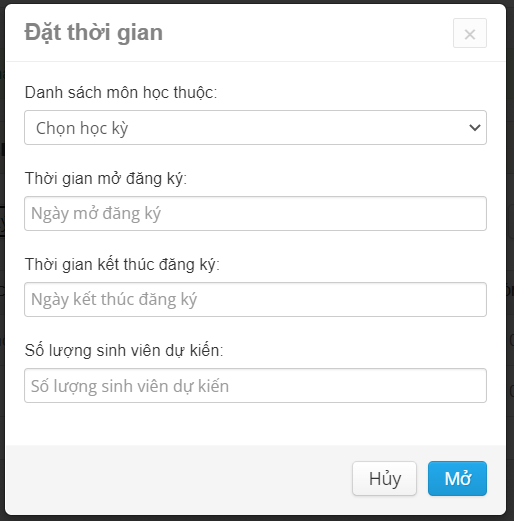 Đặt thời gian
×
Danh sách môn học thuộc:
Chọn học kỳ
Thời gian mở đăng ký:
Ngày mở đăng ký
Thời gian kết thúc đăng ký:
Ngày kết thúc đăng ký
Số lượng sinh viên dự kiến:
Số lượng sinh viên dự kiến
Hủy
Mở